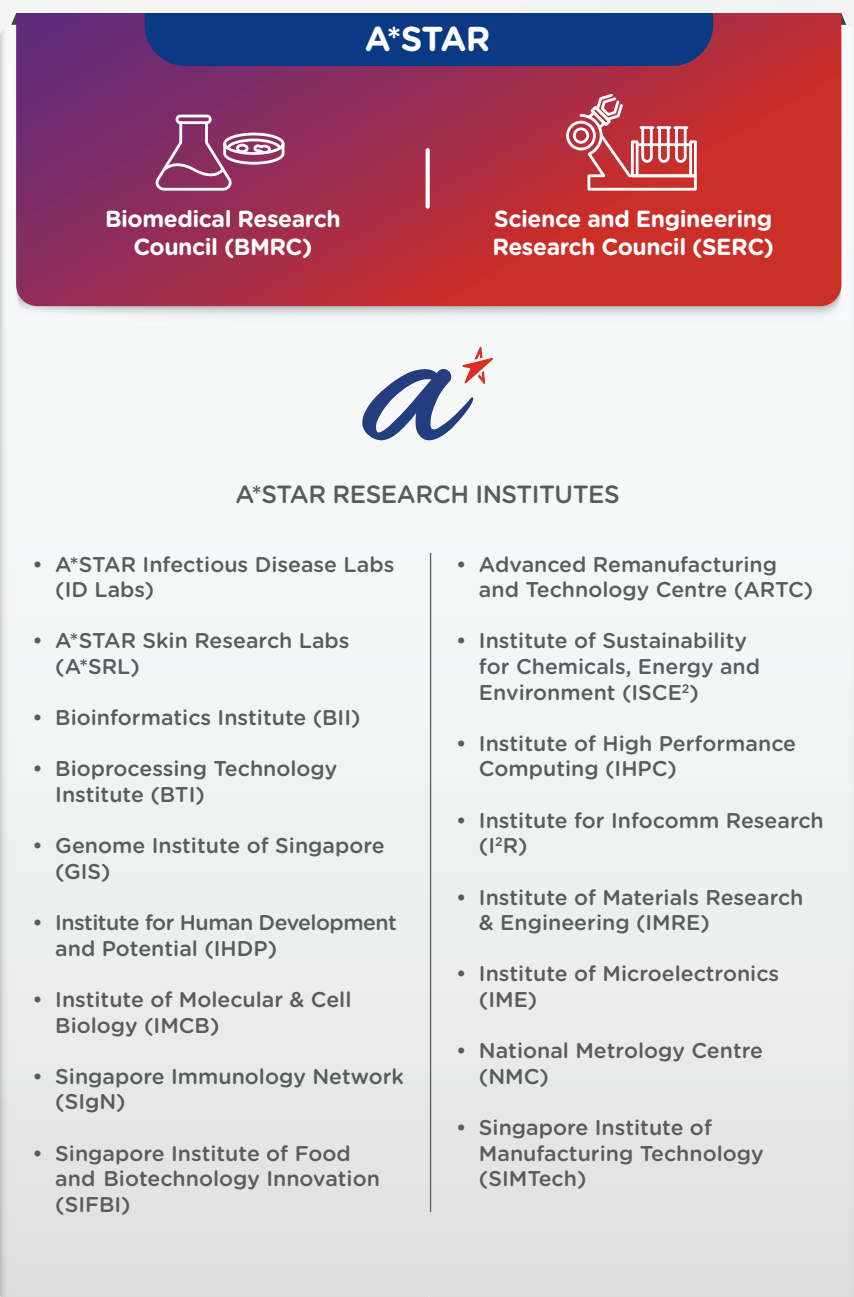 A*STAR
Biomedical Research
Council (BMRC)
Science and Engineering
Research Council (SERC)
a*
A*STAR RESEARCH INSTITUTES
• A*STAR Infectious Disease Labs
(ID Labs)
• A*STAR Skin Research Labs
(A*SRL)
• Bioinformatics Institute (BII)
• Bioprocessing Technology
Institute (BTI)
• Genome Institute of Singapore
(GIS)
• Institute for Human Development
and Potential (IHDP)
• Institute of Molecular & Cell
Biology (IMCB)
• Singapore Immunology Network
(SIgN)
• Singapore Institute of Food
and Biotechnology Innovation
(SIFBI)
• Advanced Remanufacturing
and Technology Centre (ARTC)
• Institute of Sustainability
for Chemicals, Energy and
Environment (ISCE²)
• Institute of High Performance
Computing (IHPC)
• Institute for Infocomm Research
(I²R)
• Institute of Materials Research
& Engineering (IMRE)
• Institute of Microelectronics
(IME)
• National Metrology Centre
(NMC)
• Singapore Institute of
Manufacturing Technology
(SIMTech)